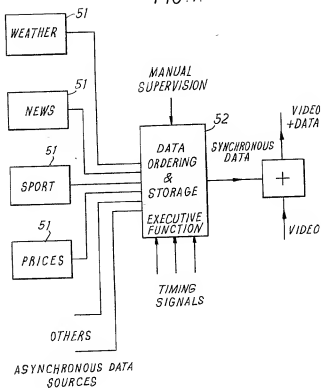 51
WEATHER
51
NEWS
51
SPORT
51
PRICES
OTHERS
ASYNCHRONOUS DATA
SOURCES
MANUAL
SUPERVISION
52
DATA
ORDERING
&
STORAGE
EXECUTIVE
FUNCTION
TIMING
SIGNALS
SYNCHRONOUS
DATA
VIDEO
+DATA
+
VIDEO